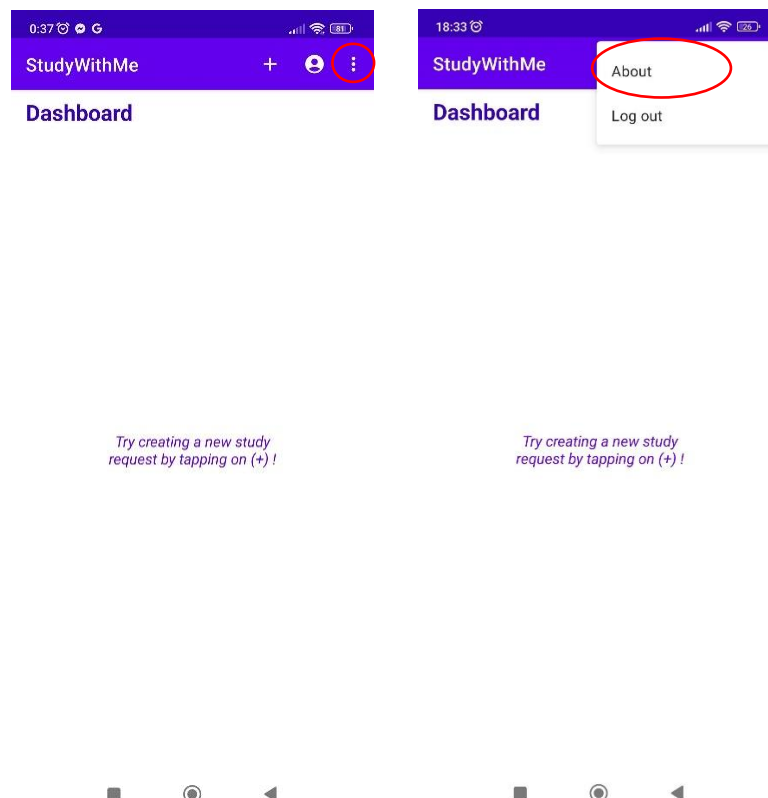 0:37 G 81
StudyWithMe +
Dashboard
Try creating a new study
request by tapping on (+) !
18:33 26
StudyWithMe
About
Dashboard
Log out
Try creating a new study
request by tapping on (+) !